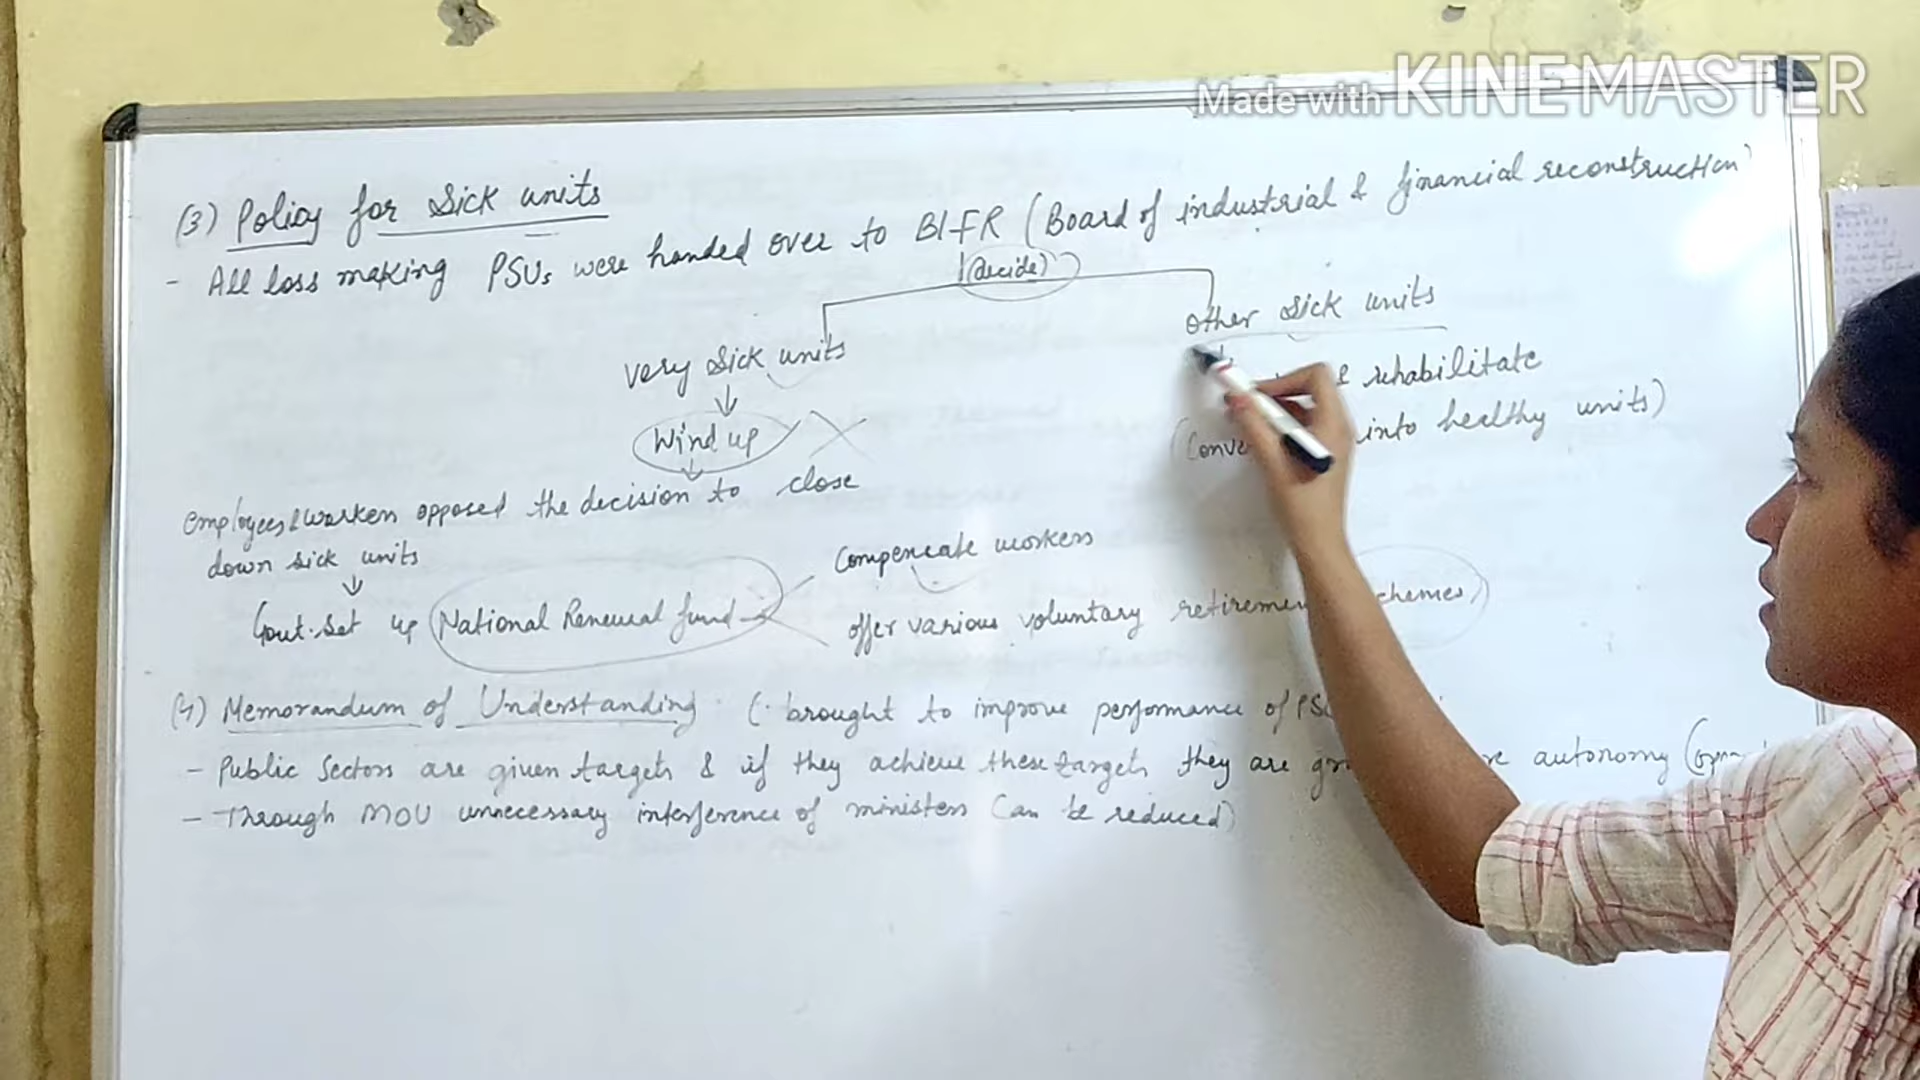 Made with KINEMASTER
(3) Policy for Sick units
- All loss making PSUs were handed over to BIFR (Board of industrial & financial reconstruction)
(decide)
very sick units
other sick units
Wind up
& rehabilitate
(Conve into healthy units)
employees & workers opposed the decision to close
down sick units
Govt. set up National Renewal fund
Compensate workers
offer various voluntary retirement schemes
(4) Memorandum of Understanding (brought to improve performance of PS
- Public Sectors are given targets & if they achieve these targets they are autonomy
- Through MOU unnecessary interference of ministers can be reduced)